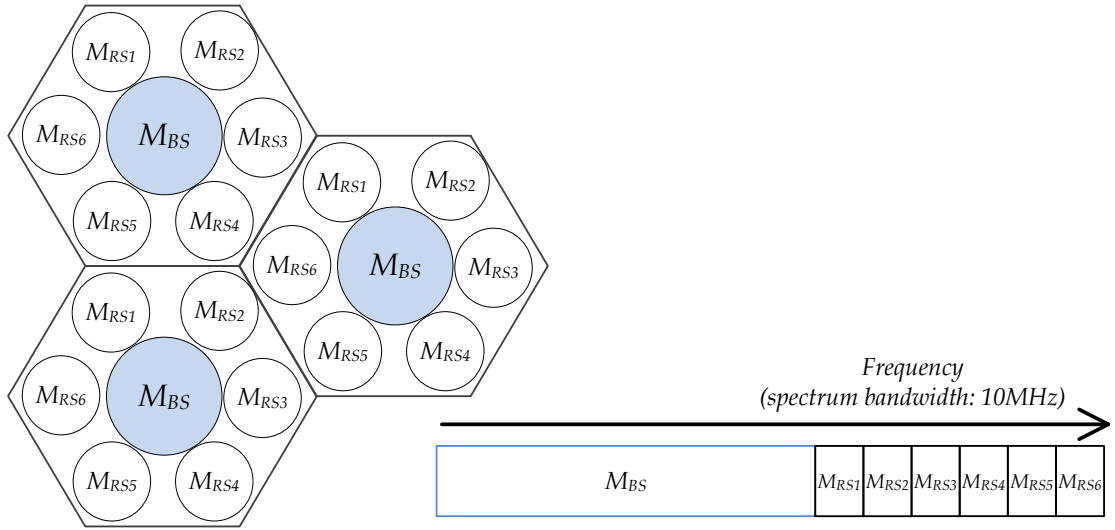 M_RS1 M_RS2
M_RS6 M_BS M_RS3
M_RS5 M_RS4
M_RS1 M_RS2
M_RS6 M_BS M_RS3
M_RS5 M_RS4
M_RS1 M_RS2
M_RS6 M_BS M_RS3
M_RS5 M_RS4
Frequency
(spectrum bandwidth: 10MHz)
M_BS M_RS1 M_RS2 M_RS3 M_RS4 M_RS5 M_RS6